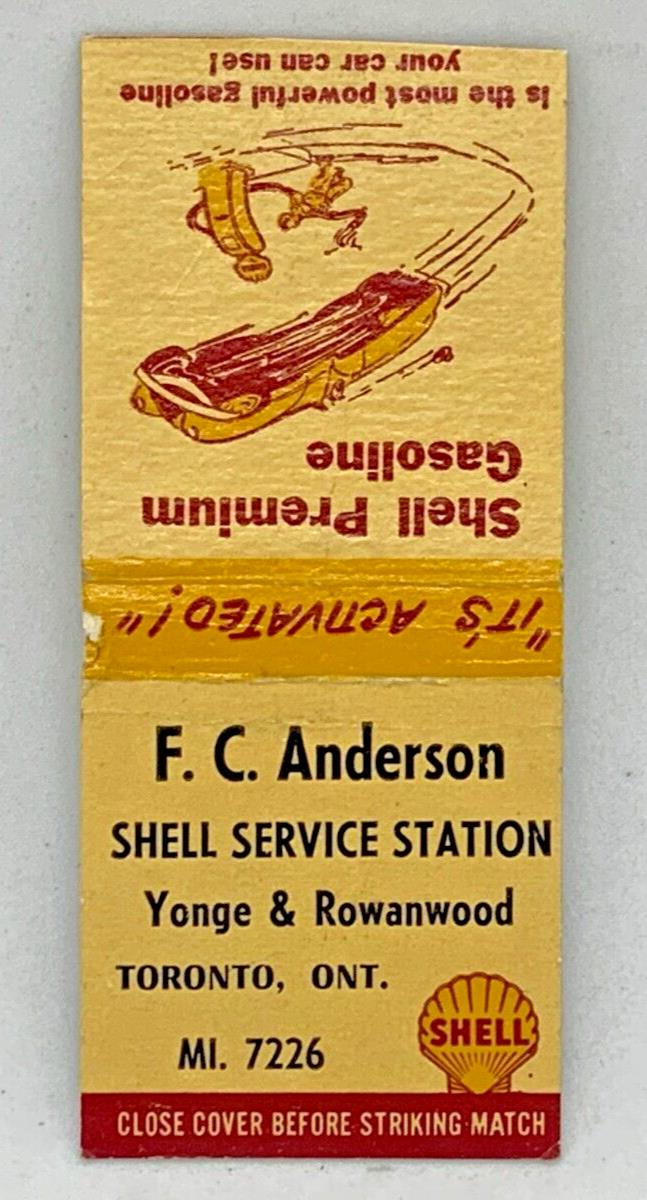 Shell Premium
Gasoline
Is the most powerful gasoline
your car can use!
"IT'S ACTIVATED!"
F. C. Anderson
SHELL SERVICE STATION
Yonge & Rowanwood
TORONTO, ONT.
MI. 7226
SHELL
CLOSE COVER BEFORE STRIKING MATCH